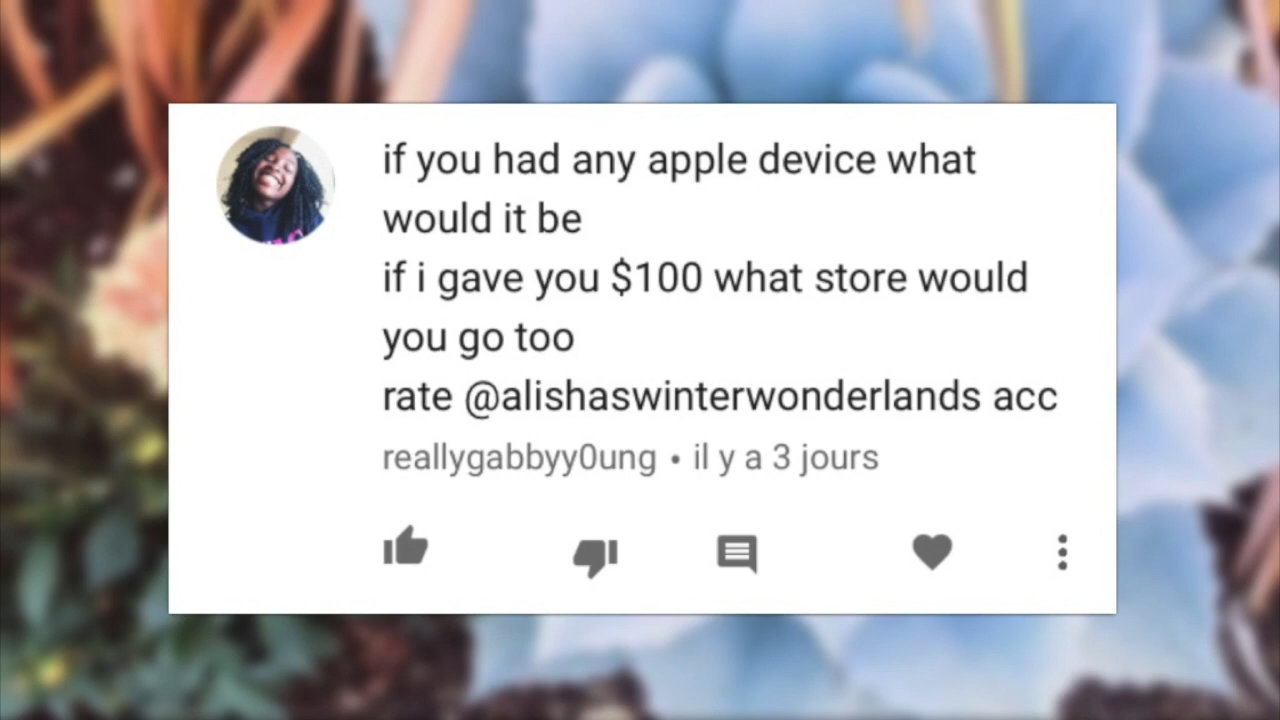 if you had any apple device what
would it be
if i gave you $100 what store would
you go too
rate @alishaswinterwonderlands acc
reallygabbyy0ung • il y a 3 jours